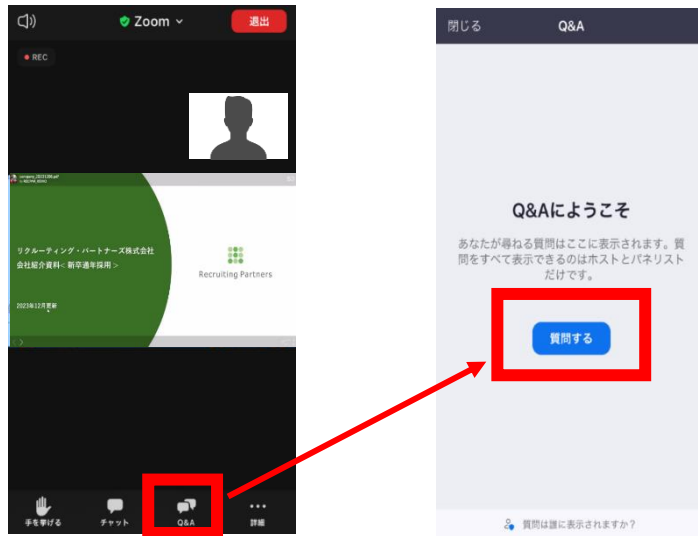 Zoom
退出
REC
リクルーティング・パートナーズ株式会社
会社紹介資料<新卒通年採用>
Recruiting Partners
2023年12月更新
手を挙げる
チャット
Q&A
詳細
閉じる
Q&A
Q&Aにようこそ
あなたが尋ねる質問はここに表示されます。質
問をすべて表示できるのはホストとパネリスト
だけです。
質問する
質問は誰に表示されますか?